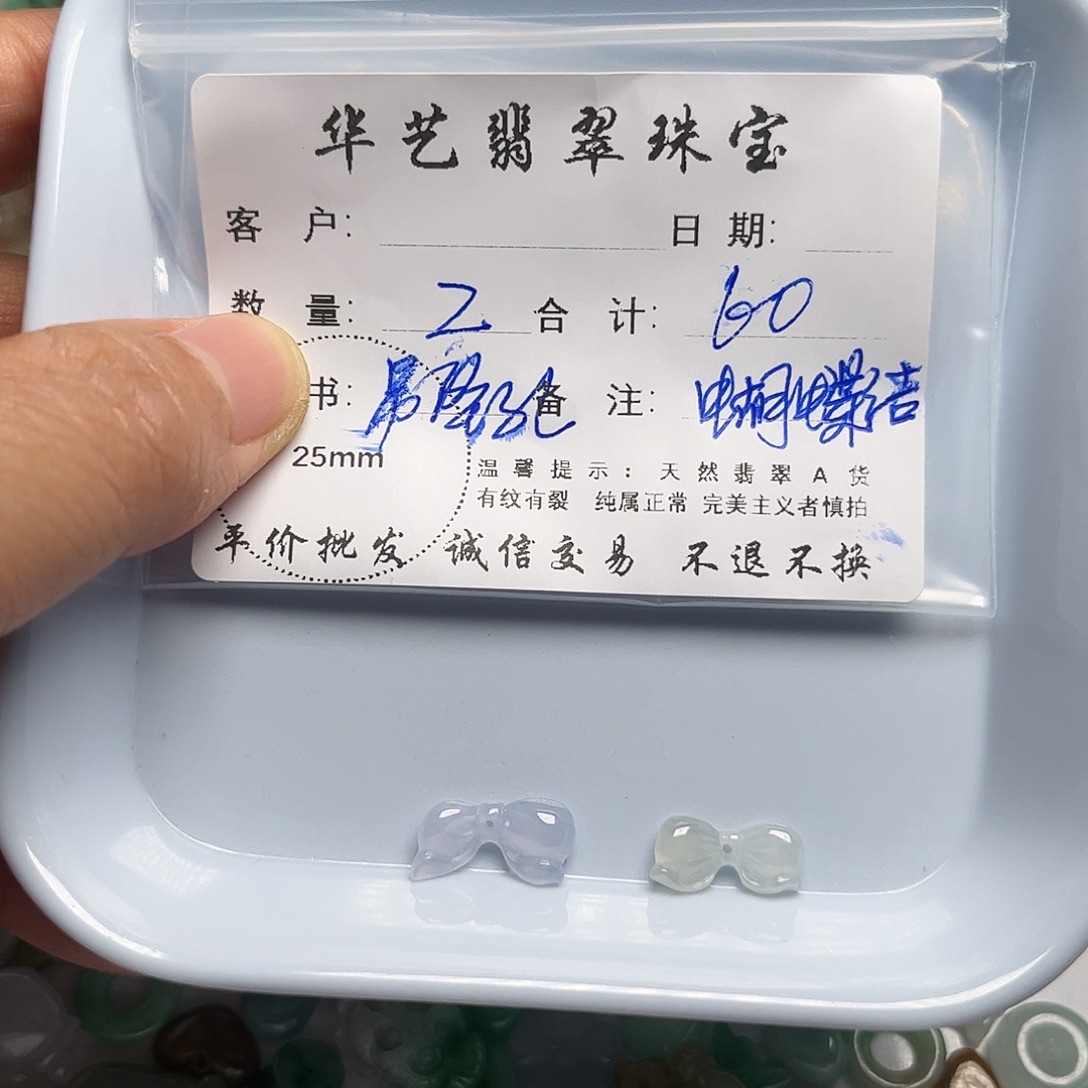 华艺翡翠珠宝
客 户: 日 期:
数 量: 2 合 计: 60
书: 备 注: 蝴蝶结
25mm
温馨提示: 天然翡翠A货
有纹有裂 纯属正常 完美主义者慎拍
平价批发 诚信交易 不退不换